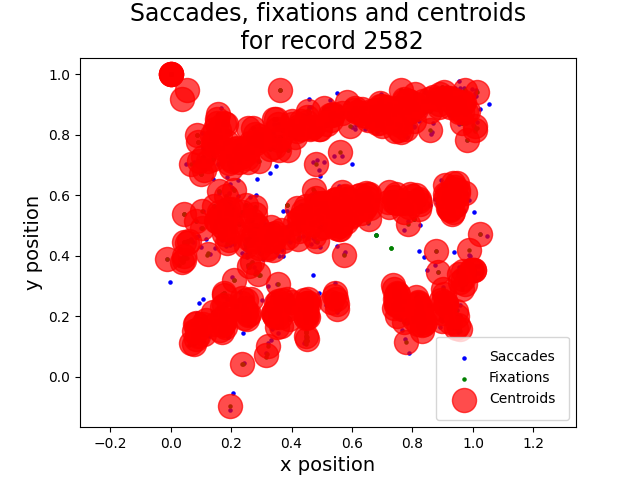 Saccades, fixations and centroids
for record 2582
1.0
0.8
0.6
0.4
0.2
0.0
y position
−0.2 0.0 0.2 0.4 0.6 0.8 1.0 1.2
x position
Saccades
Fixations
Centroids